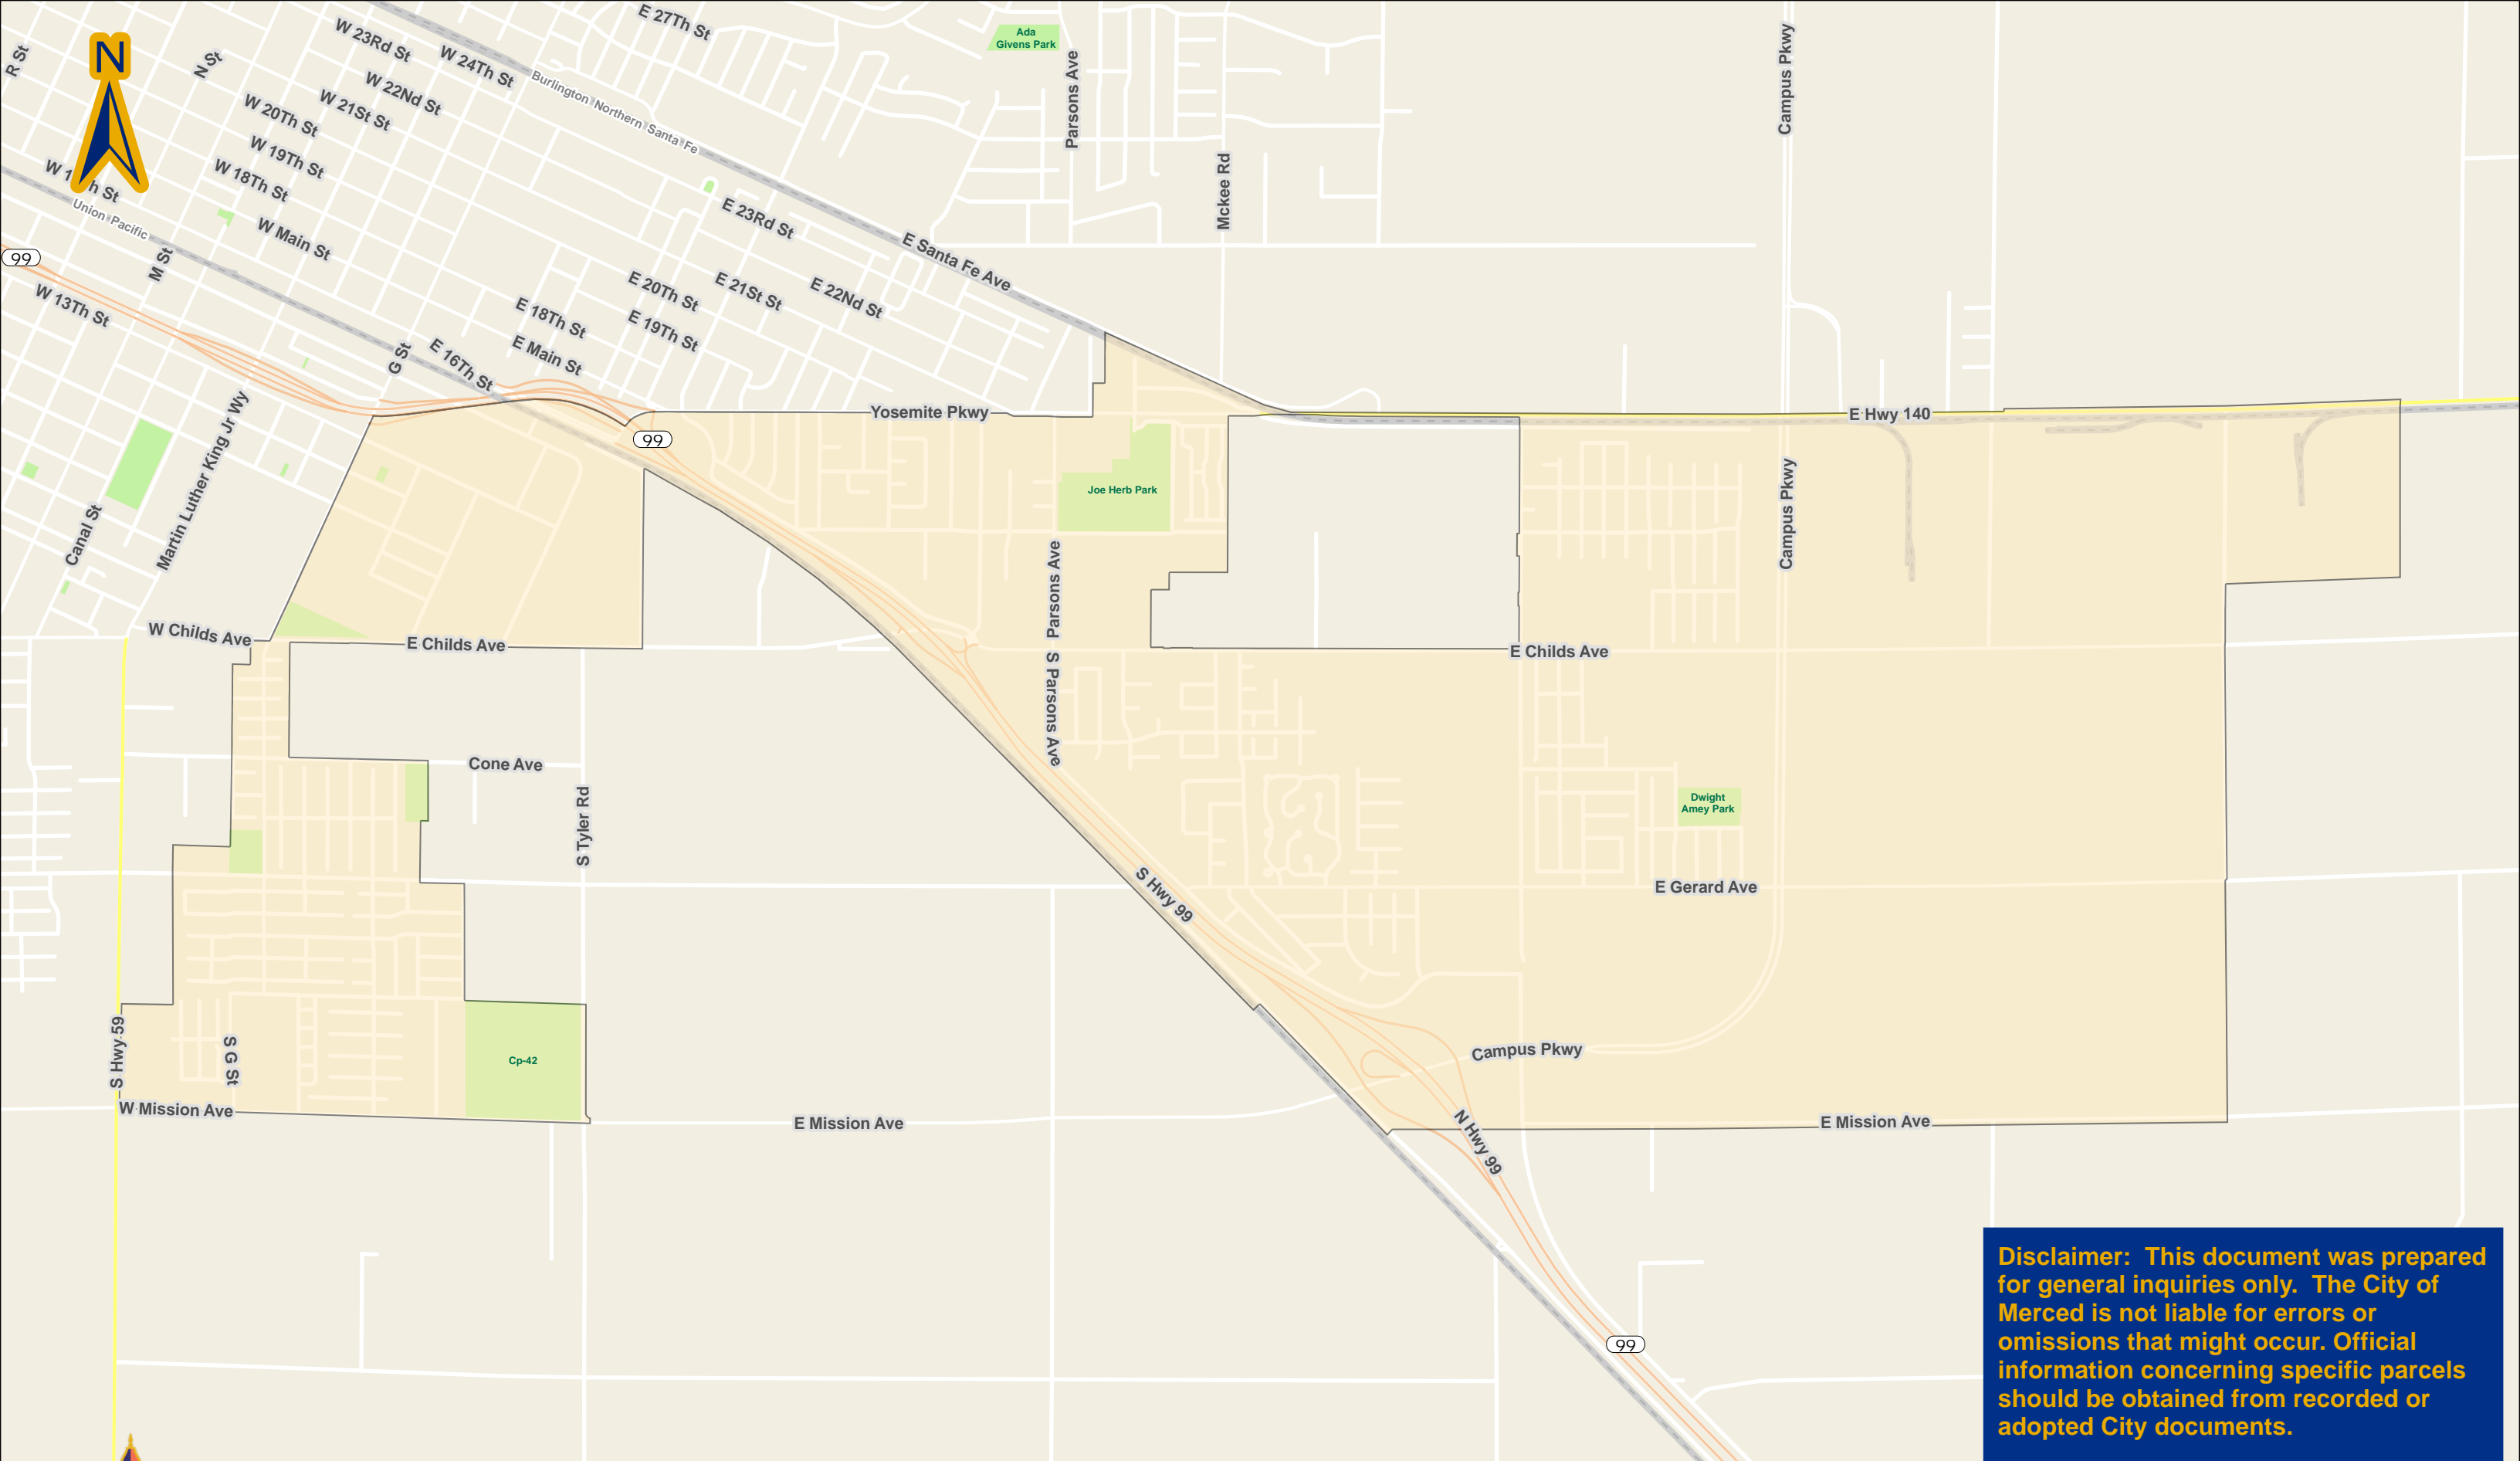 E 27Th St
W 23Rd St
W 24Th St
Ada
Givens Park
R St
N
N St
Parsons Ave
Campus Pkwy
W 22Nd St
W 21St St
W 20Th St
Burlington Northern Santa Fe
W 19Th St
W 18Th St
Mckee Rd
Union Pacific
W Main St
E 23Rd St
E Santa Fe Ave
99
M St
W 13Th St
E 20Th St
E 21St St
E 22Nd St
E 18Th St
E 19Th St
E Main St
G St
E 16Th St
Yosemite Pkwy
E Hwy 140
99
Martin Luther King Jr Wy
Canal St
Joe Herb Park
Campus Pkwy
Parsons Ave
W Childs Ave
E Childs Ave
E Childs Ave
S Parsons Ave
Cone Ave
S Tyler Rd
Dwight
Amey Park
S Hwy 99
E Gerard Ave
S Hwy 59
S G St
Cp-42
Campus Pkwy
W Mission Ave
E Mission Ave
E Mission Ave
N Hwy 99
99
Disclaimer: This document was prepared
for general inquiries only. The City of
Merced is not liable for errors or
omissions that might occur. Official
information concerning specific parcels
should be obtained from recorded or
adopted City documents.